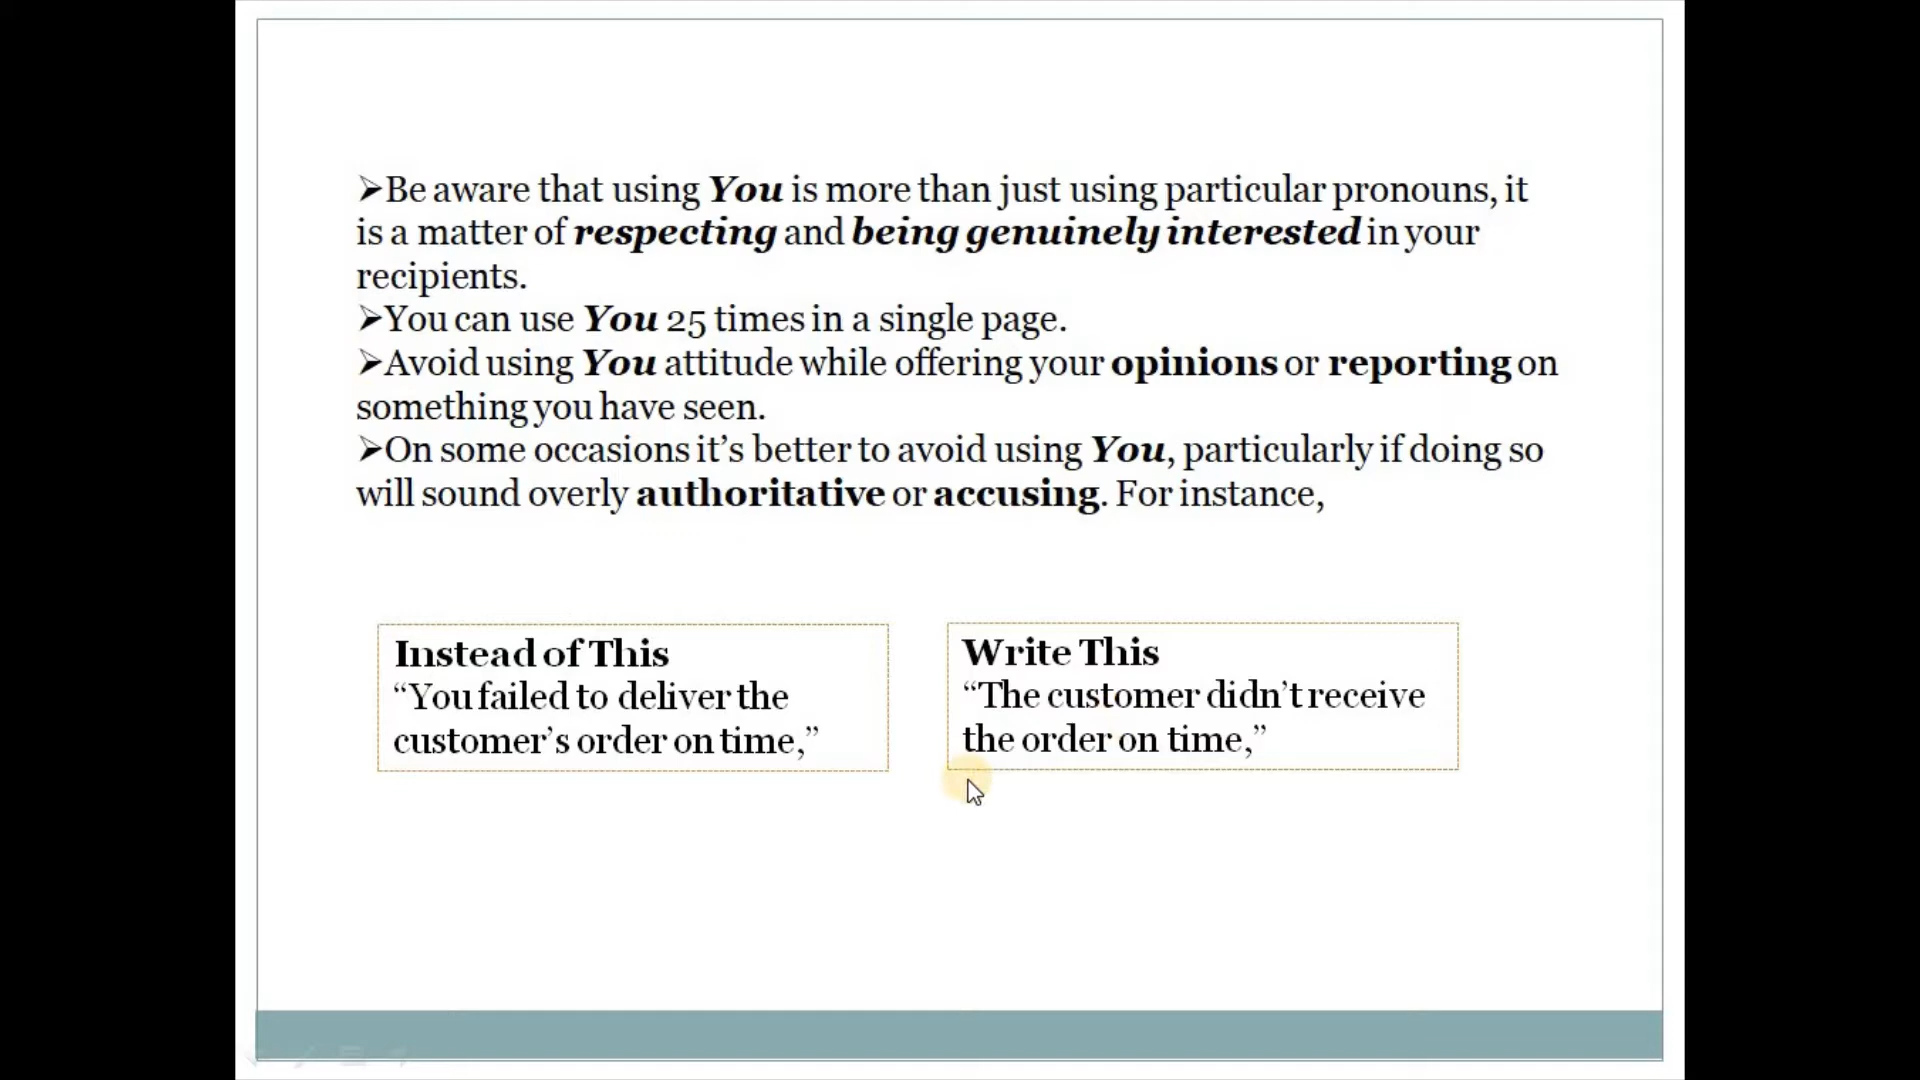 ➢Be aware that using You is more than just using particular pronouns, it
is a matter of respecting and being genuinely interested in your
recipients.
➢You can use You 25 times in a single page.
➢Avoid using You attitude while offering your opinions or reporting on
something you have seen.
➢On some occasions it’s better to avoid using You, particularly if doing so
will sound overly authoritative or accusing. For instance,
Instead of This
“You failed to deliver the
customer’s order on time,”
Write This
“The customer didn’t receive
the order on time,”